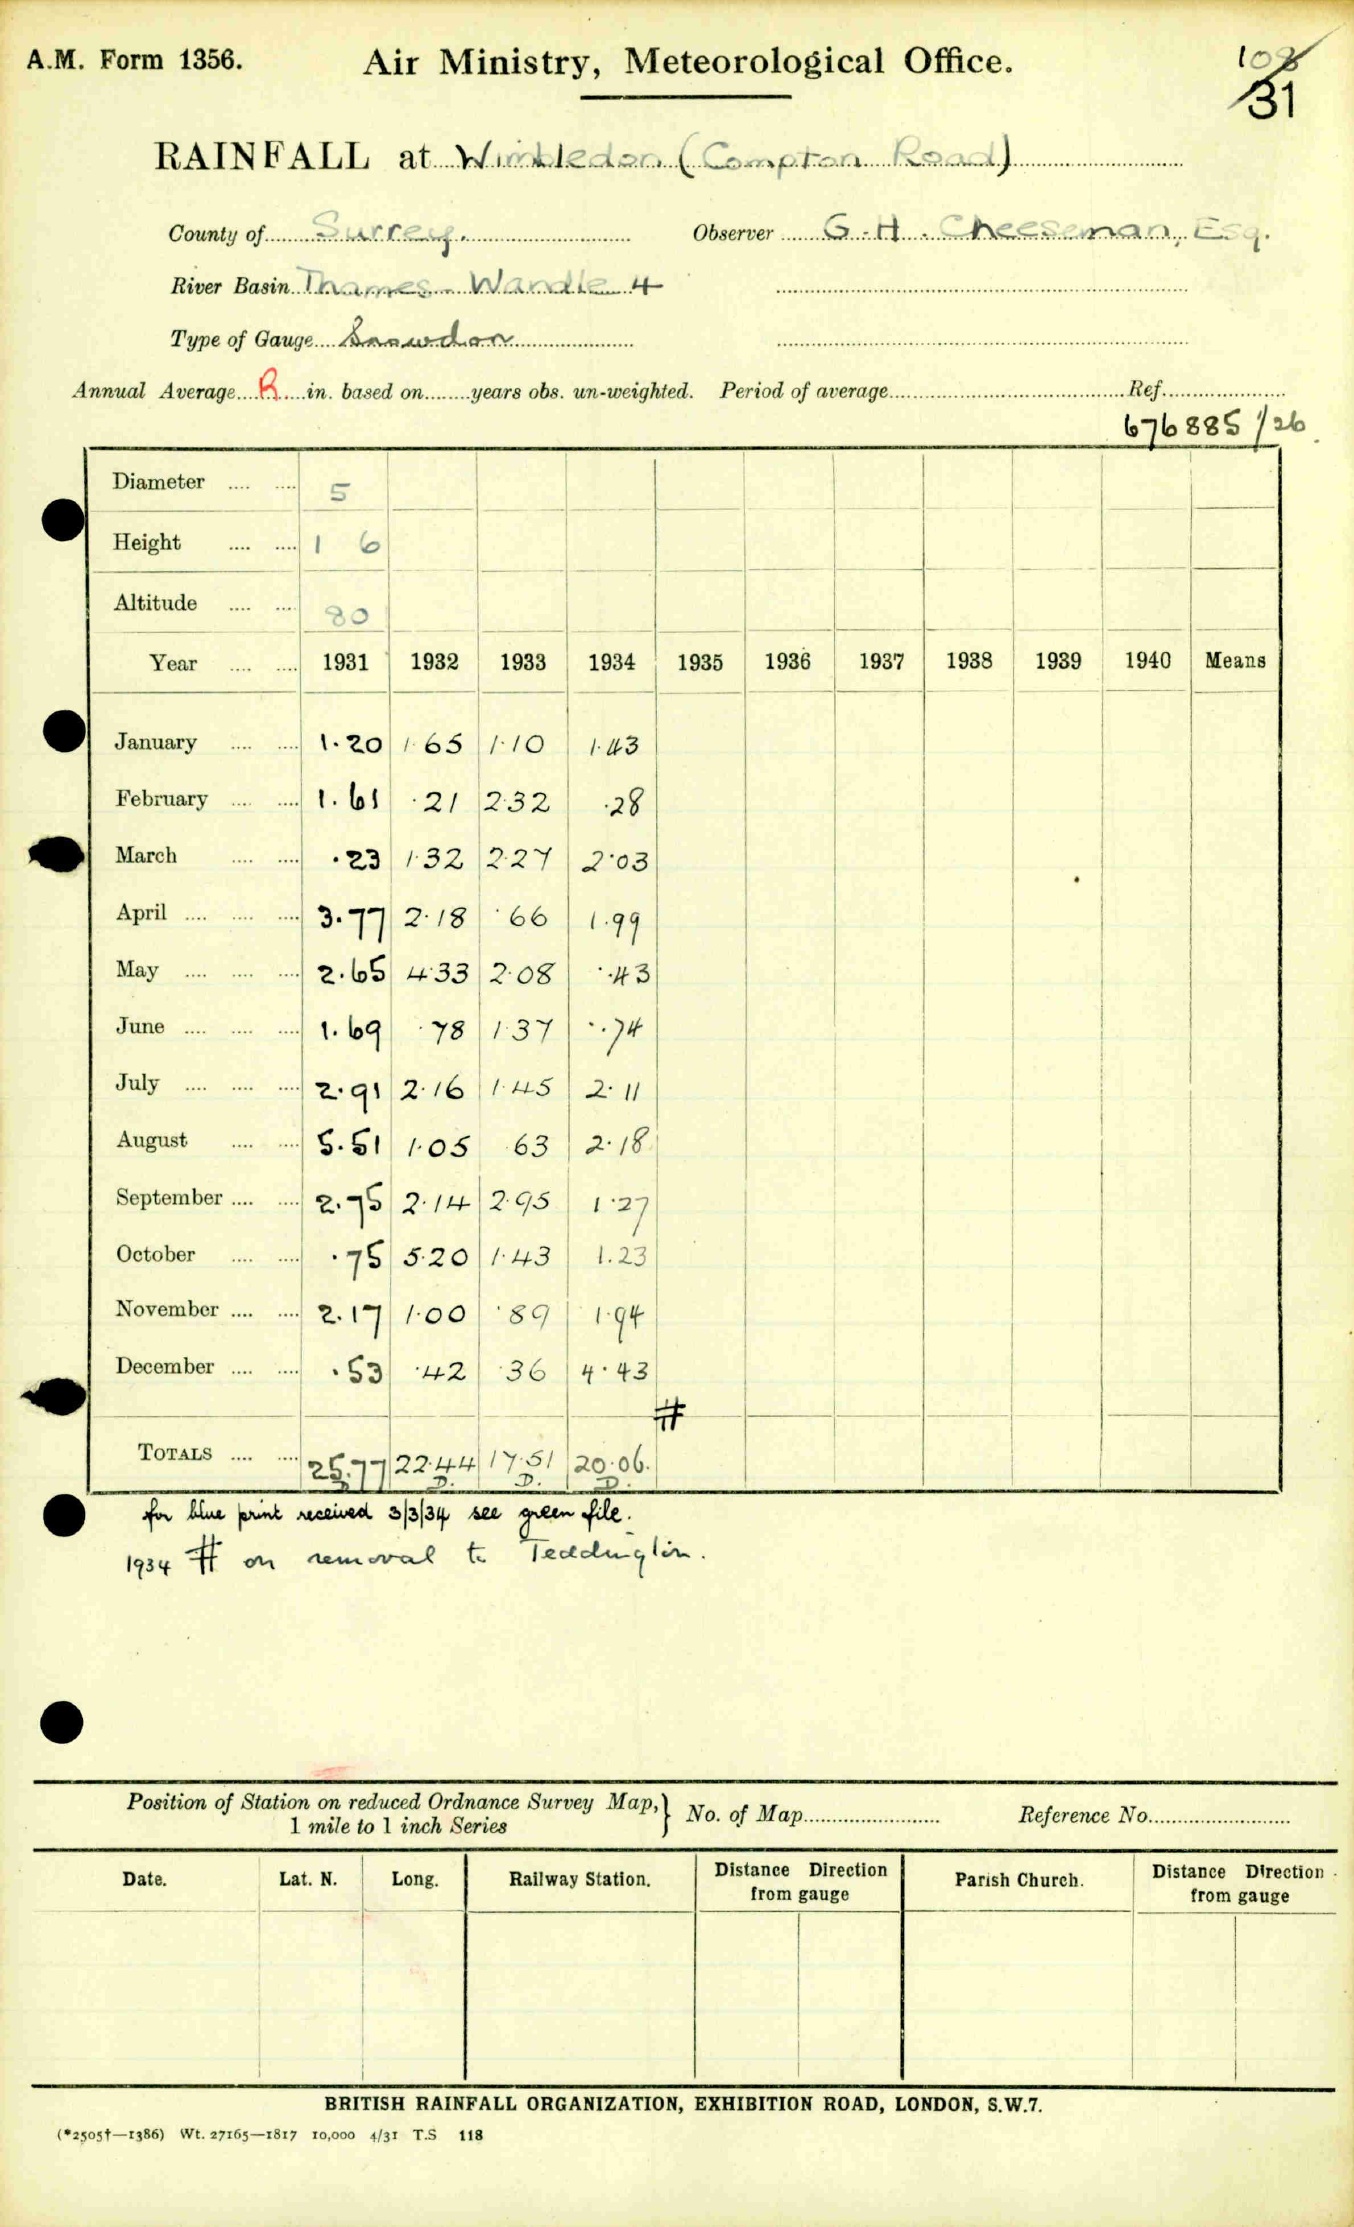 A.M. Form 1356. Air Ministry, Meteorological Office. 108
31
RAINFALL at Wimbledon (Compton Road)
County of Surrey. Observer G. H. Cheeseman, Esq.
River Basin Thames - Wandle 4
Type of Gauge Snowdon
Annual Average R in. based on years obs. un-weighted. Period of average Ref.
676885/26
Diameter 5
Height 1 6
Altitude 80
Year 1931 1932 1933 1934 1935 1936 1937 1938 1939 1940 Means
January 1.20 1.65 1.10 1.43
February 1.61 .21 2.32 .28
March .23 1.32 2.27 2.03
April 3.77 2.18 .66 1.99
May 2.65 4.33 2.08 .43
June 1.69 .78 1.37 .74
July 2.91 2.16 1.45 2.11
August 5.51 1.05 .63 2.18
September 2.75 2.14 2.95 1.27
October .75 5.20 1.43 1.23
November 2.17 1.00 .89 1.94
December .53 .42 .36 4.43
#
TOTALS 25.77 22.44 17.51 20.06.
D. D. D.
for blue print received 3/3/34 see green file.
1934 # on removal to Teddington.
Position of Station on reduced Ordnance Survey Map,} No. of Map Reference No.
1 mile to 1 inch Series
Date. Lat. N. Long. Railway Station. Distance Direction from gauge Parish Church. Distance Direction from gauge
BRITISH RAINFALL ORGANIZATION, EXHIBITION ROAD, LONDON, S.W.7.
(*2505†—1386) Wt. 27165—1817 10,000 4/31 T.S 118